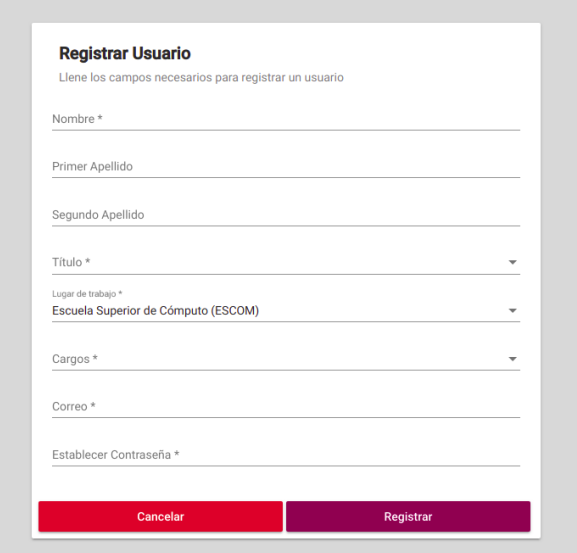 Registrar Usuario
Llene los campos necesarios para registrar un usuario
Nombre *
Primer Apellido
Segundo Apellido
Título *
Lugar de trabajo *
Escuela Superior de Cómputo (ESCOM)
Cargos *
Correo *
Establecer Contraseña *
Cancelar
Registrar